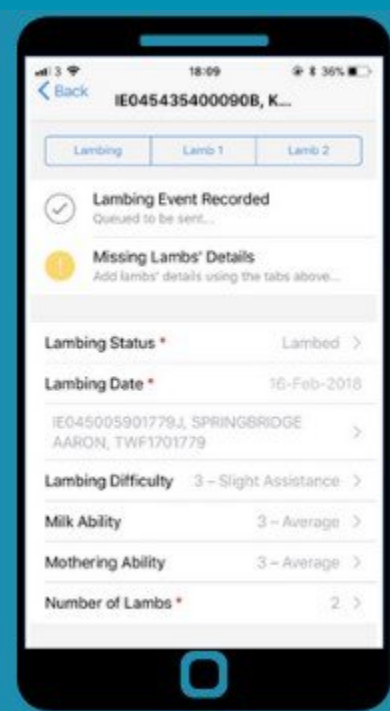 3 18:09 36%
Back IE045435400090B, K...
Lambing Lamb 1 Lamb 2
Lambing Event Recorded
Queued to be sent...
Missing Lambs' Details
Add lambs' details using the tabs above...
Lambing Status * Lambed
Lambing Date * 16-Feb-2018
IE045005901779J, SPRINGBRIDGE
AARON, TWF1701779
Lambing Difficulty 3 – Slight Assistance
Milk Ability 3 – Average
Mothering Ability 3 – Average
Number of Lambs * 2